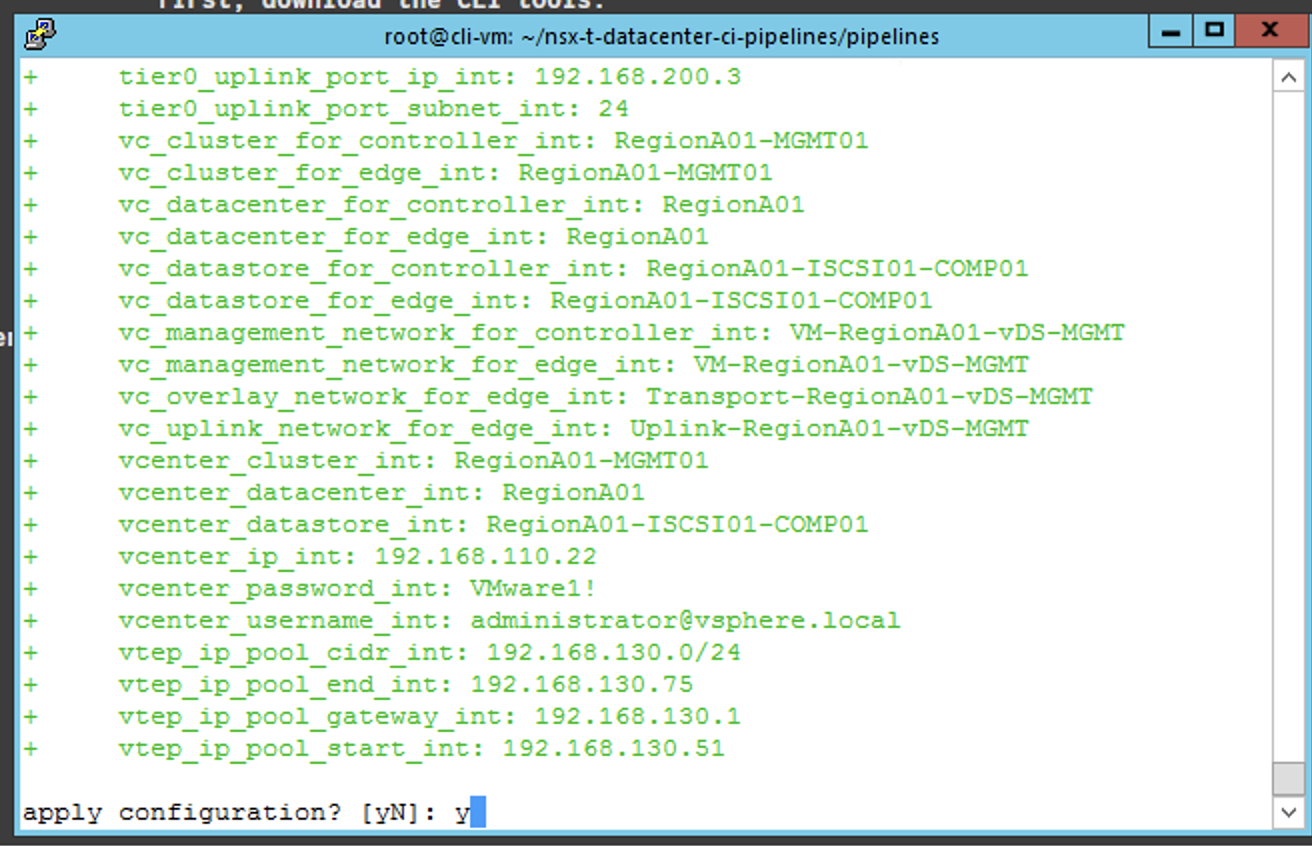 First, download the CLI tools.
root@cli-vm: ~/nsx-t-datacenter-ci-pipelines/pipelines
+ tier0_uplink_port_ip_int: 192.168.200.3
+ tier0_uplink_port_subnet_int: 24
+ vc_cluster_for_controller_int: RegionA01-MGMT01
+ vc_cluster_for_edge_int: RegionA01-MGMT01
+ vc_datacenter_for_controller_int: RegionA01
+ vc_datacenter_for_edge_int: RegionA01
+ vc_datastore_for_controller_int: RegionA01-ISCSI01-COMP01
+ vc_datastore_for_edge_int: RegionA01-ISCSI01-COMP01
+ vc_management_network_for_controller_int: VM-RegionA01-vDS-MGMT
+ vc_management_network_for_edge_int: VM-RegionA01-vDS-MGMT
+ vc_overlay_network_for_edge_int: Transport-RegionA01-vDS-MGMT
+ vc_uplink_network_for_edge_int: Uplink-RegionA01-vDS-MGMT
+ vcenter_cluster_int: RegionA01-MGMT01
+ vcenter_datacenter_int: RegionA01
+ vcenter_datastore_int: RegionA01-ISCSI01-COMP01
+ vcenter_ip_int: 192.168.110.22
+ vcenter_password_int: VMware1!
+ vcenter_username_int: administrator@vsphere.local
+ vtep_ip_pool_cidr_int: 192.168.130.0/24
+ vtep_ip_pool_end_int: 192.168.130.75
+ vtep_ip_pool_gateway_int: 192.168.130.1
+ vtep_ip_pool_start_int: 192.168.130.51
apply configuration? [yN]: y